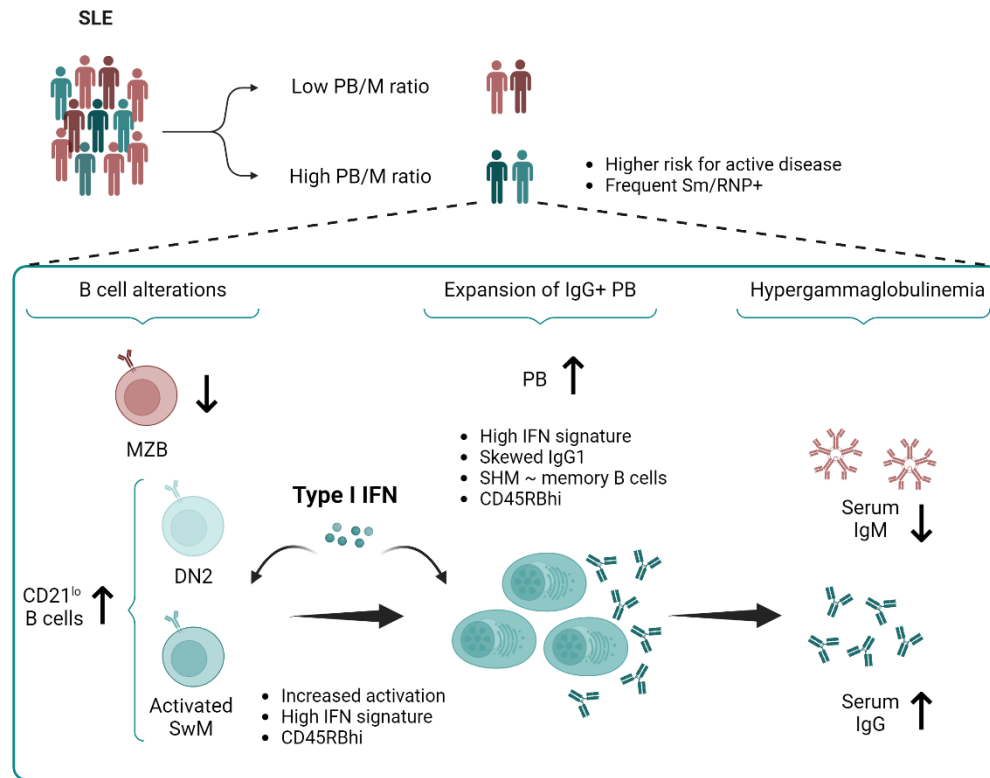 SLE
Low PB/M ratio
High PB/M ratio
• Higher risk for active disease
• Frequent Sm/RNP+
B cell alterations
Expansion of IgG+ PB
Hypergammaglobulinemia
MZB
PB
• High IFN signature
• Skewed IgG1
• SHM ~ memory B cells
• CD45RBhi
Type I IFN
DN2
CD21lo
B cells
Activated
SwM
• Increased activation
• High IFN signature
• CD45RBhi
Serum
IgM
Serum
IgG